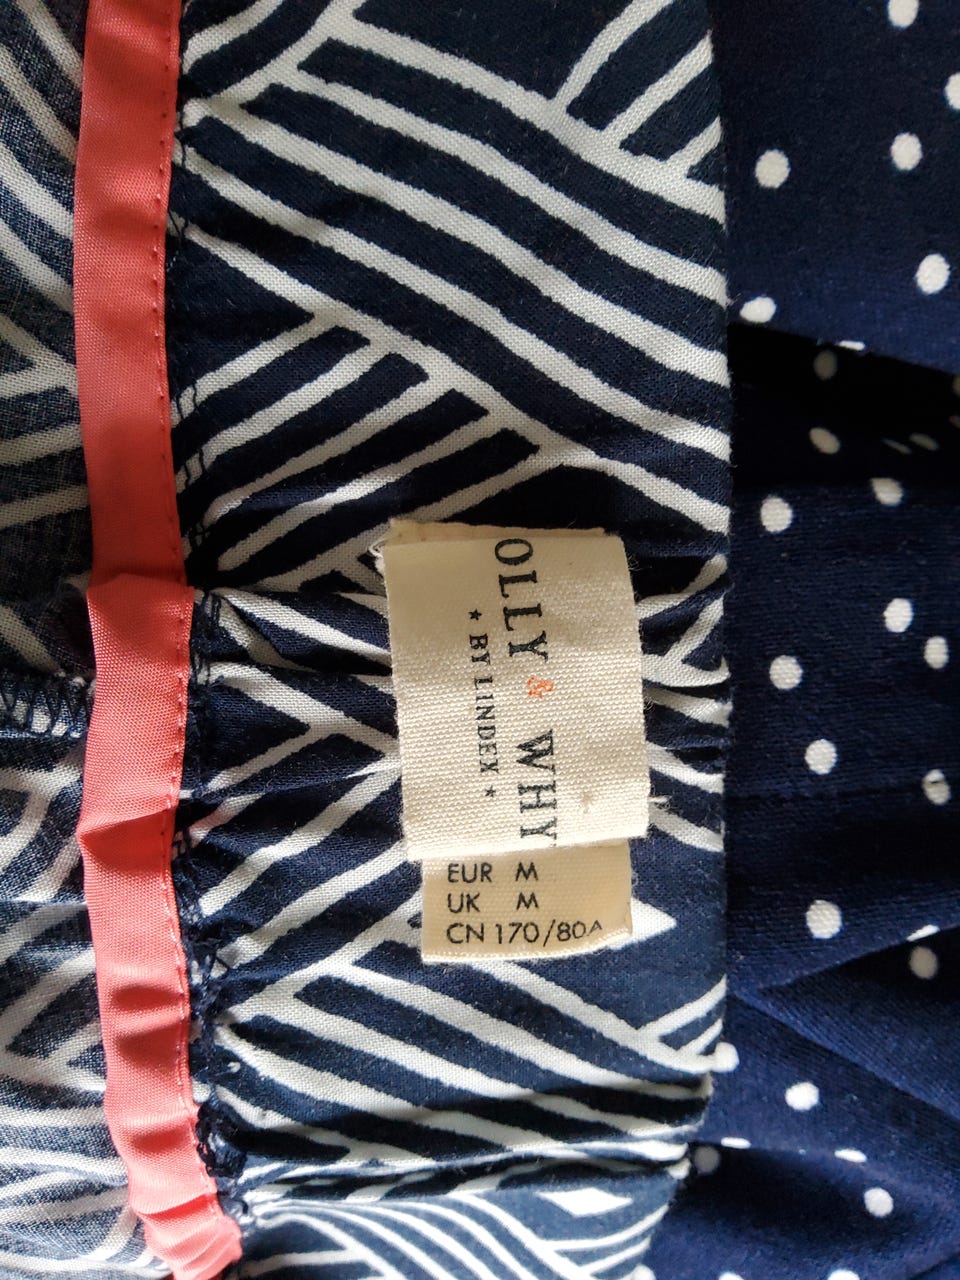 OLLY & WHY
★ BY LINDEX ★
EUR M
UK M
CN 170/80A